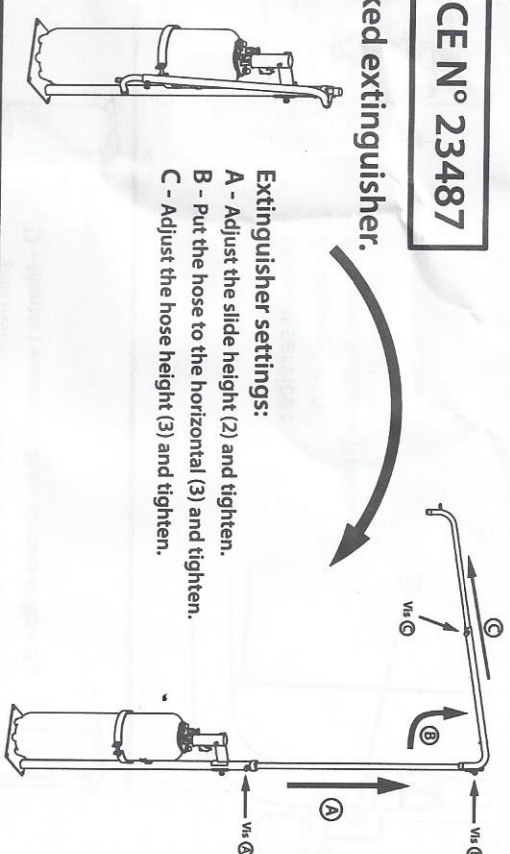 CE N° 23487
ked extinguisher.
Extinguisher settings:
A - Adjust the slide height (2) and tighten.
B - Put the hose to the horizontal (3) and tighten.
C - Adjust the hose height (3) and tighten.
C
Vis C
B
Vis
A
Vis A